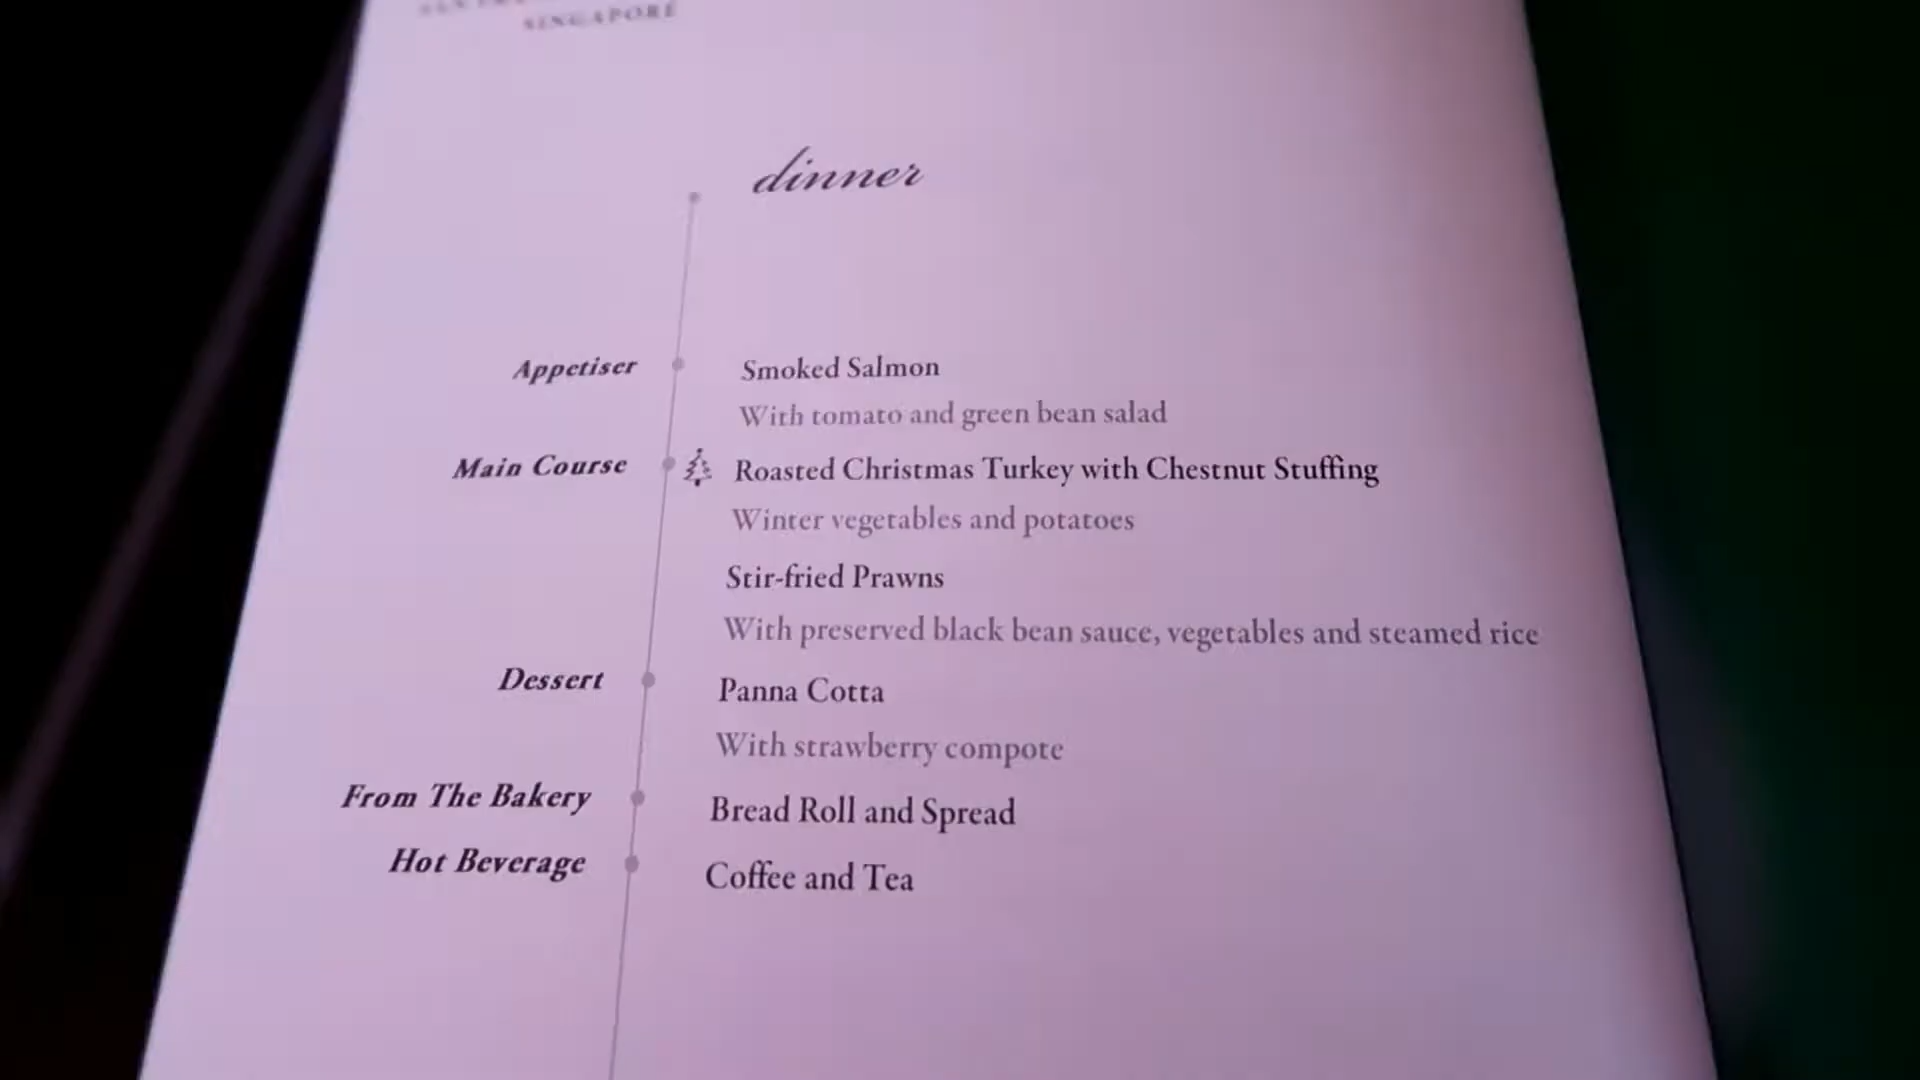 SINGAPORE
dinner
Appetiser
Smoked Salmon
With tomato and green bean salad
Main Course
Roasted Christmas Turkey with Chestnut Stuffing
Winter vegetables and potatoes
Stir-fried Prawns
With preserved black bean sauce, vegetables and steamed rice
Dessert
Panna Cotta
With strawberry compote
From The Bakery
Bread Roll and Spread
Hot Beverage
Coffee and Tea